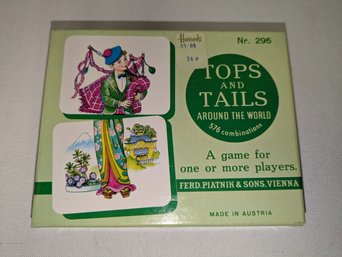 Harrods
Nr. 296
TOPS
AND
TAILS
AROUND THE WORLD
576 combinations
A game for
one or more players.
FERD. PIATNIK & SONS, VIENNA
MADE IN AUSTRIA